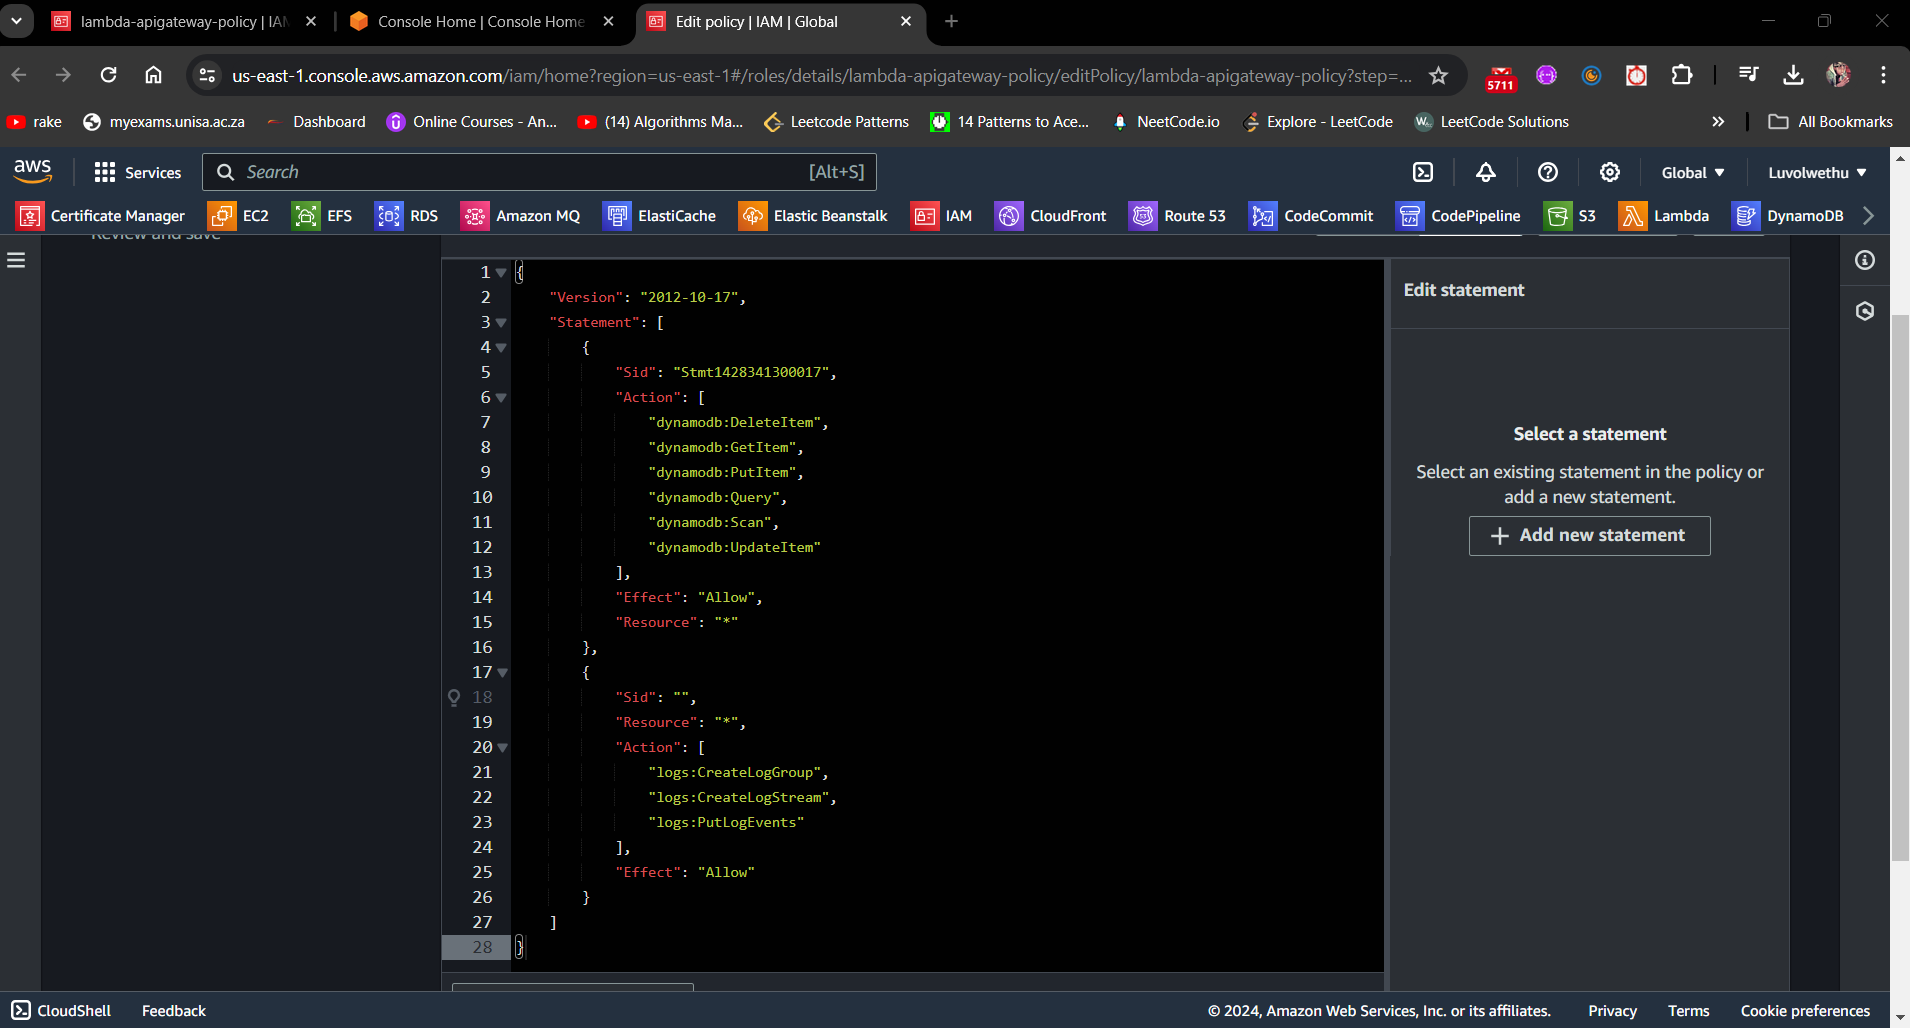 lambda-apigateway-policy | IAM
Console Home | Console Home
Edit policy | IAM | Global
us-east-1.console.aws.amazon.com/iam/home?region=us-east-1#/roles/details/lambda-apigateway-policy/editPolicy/lambda-apigateway-policy?step=...
5711
rake
myexams.unisa.ac.za
Dashboard
Online Courses - An...
(14) Algorithms Ma...
Leetcode Patterns
14 Patterns to Ace...
NeetCode.io
Explore - LeetCode
LeetCode Solutions
All Bookmarks
aws
Services
Search
[Alt+S]
Global
Luvolwethu
Certificate Manager
EC2
EFS
RDS
Amazon MQ
ElastiCache
Elastic Beanstalk
IAM
CloudFront
Route 53
CodeCommit
CodePipeline
S3
Lambda
DynamoDB
Review and save
1 {
2 "Version": "2012-10-17",
3 "Statement": [
4 {
5 "Sid": "Stmt1428341300017",
6 "Action": [
7 "dynamodb:DeleteItem",
8 "dynamodb:GetItem",
9 "dynamodb:PutItem",
10 "dynamodb:Query",
11 "dynamodb:Scan",
12 "dynamodb:UpdateItem"
13 ],
14 "Effect": "Allow",
15 "Resource": "*"
16 },
17 {
18 "Sid": "",
19 "Resource": "*",
20 "Action": [
21 "logs:CreateLogGroup",
22 "logs:CreateLogStream",
23 "logs:PutLogEvents"
24 ],
25 "Effect": "Allow"
26 }
27 ]
28 }
Edit statement
Select a statement
Select an existing statement in the policy or
add a new statement.
+ Add new statement
CloudShell
Feedback
© 2024, Amazon Web Services, Inc. or its affiliates.
Privacy
Terms
Cookie preferences